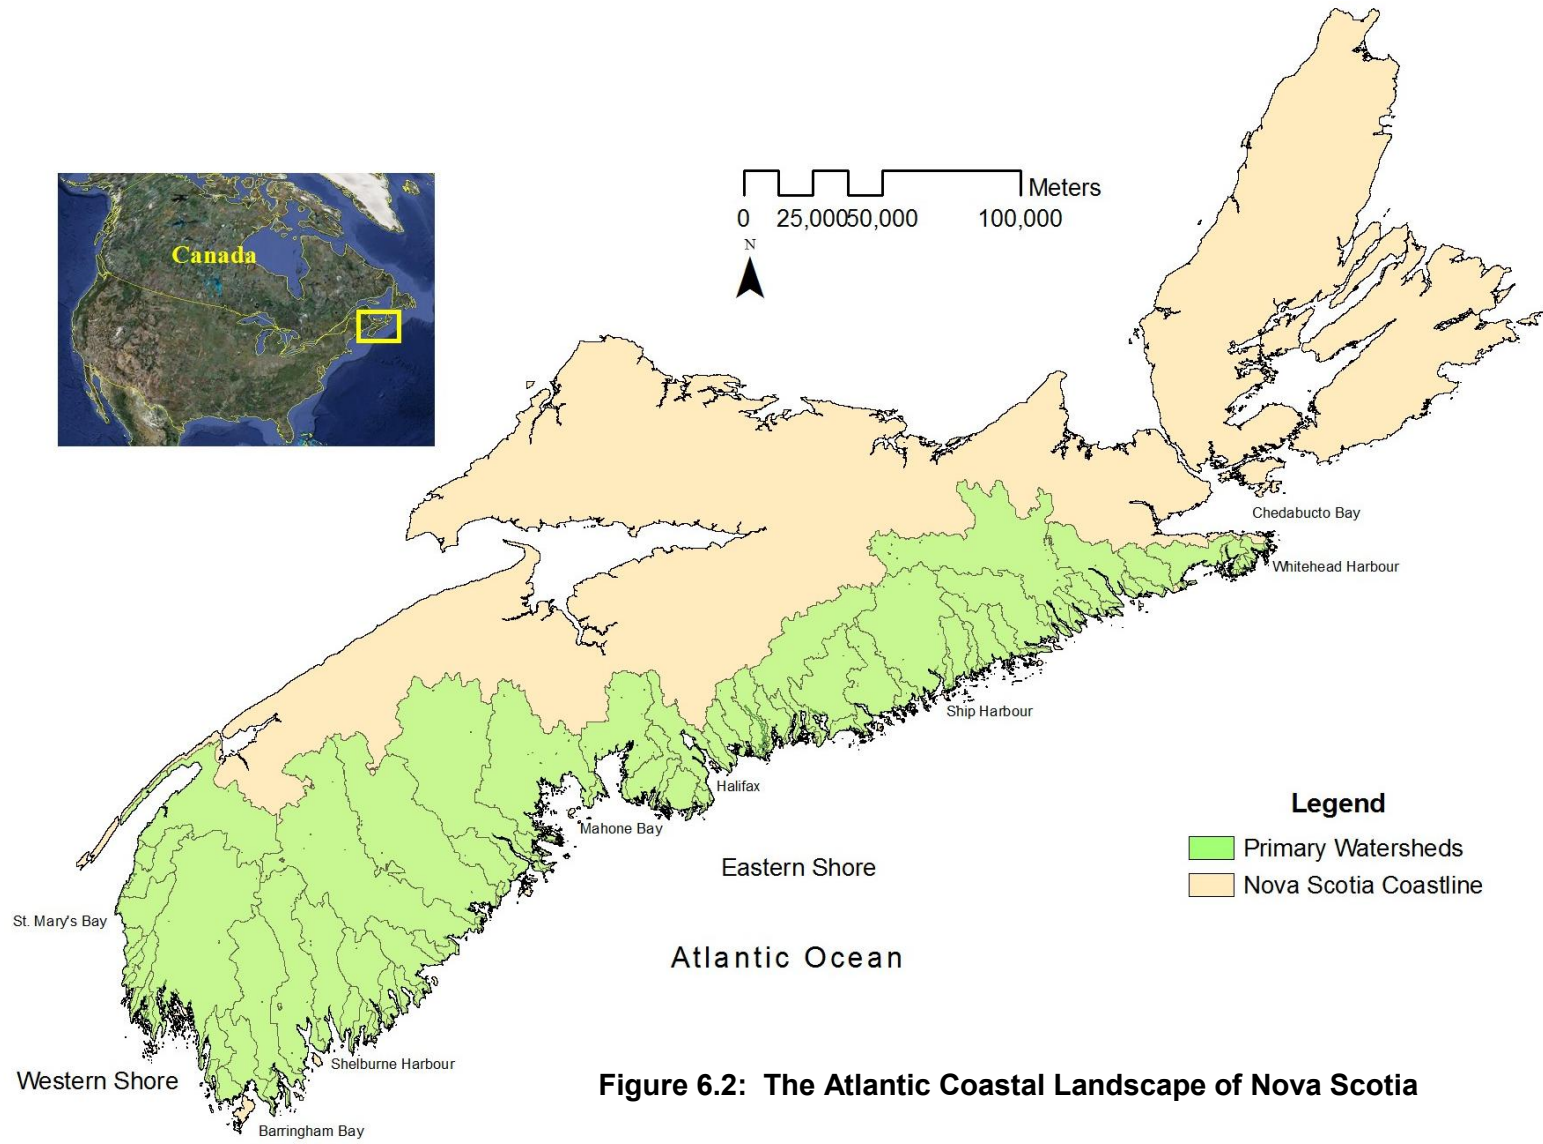 Canada
Meters
0 25,00050,000 100,000
N
Chedabucto Bay
Whitehead Harbour
Ship Harbour
Halifax
Legend
Mahone Bay
Primary Watersheds
Eastern Shore
Nova Scotia Coastline
St. Mary's Bay
Atlantic Ocean
Shelburne Harbour
Western Shore
Figure 6.2: The Atlantic Coastal Landscape of Nova Scotia
Barringham Bay